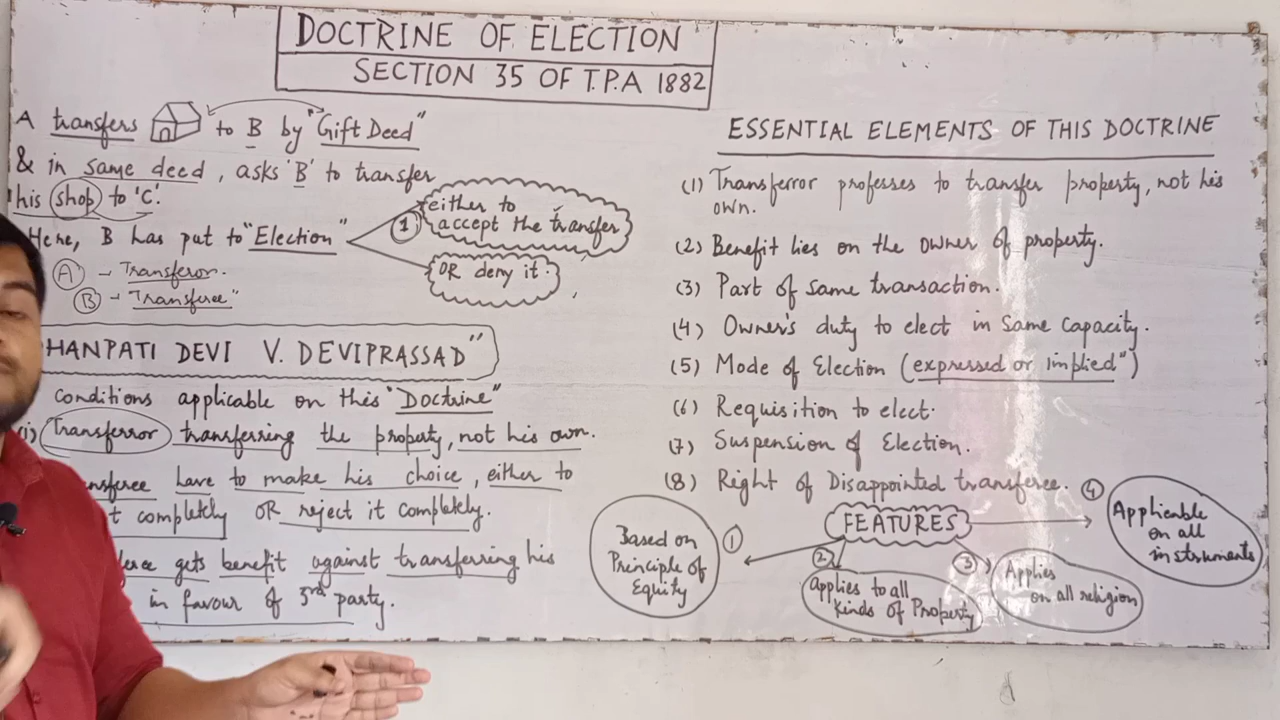 DOCTRINE OF ELECTION
SECTION 35 OF T.P.A 1882
A transfers to B by "Gift Deed"
& in same deed, asks 'B' to transfer
his shop to 'C'.
Here, B has put to "Election"
1
either to
accept the transfer
OR deny it.
A - Transferor.
B - Transferee"
HANPATI DEVI V. DEVIPRASSAD"
conditions applicable on this "Doctrine"
(i) Transferror transferring the property, not his own.
nsferee have to make his choice, either to
t completely OR reject it completely.
eree gets benefit against transferring his
in favour of 3rd party.
ESSENTIAL ELEMENTS OF THIS DOCTRINE
(1) Transferror professes to transfer property, not his
own.
(2) Benefit lies on the owner of property.
(3) Part of same transaction.
(4) Owner's duty to elect in same capacity.
(5) Mode of Election (expressed or implied")
(6) Requisition to elect.
(7) Suspension of Election.
(8) Right of Disappointed transferee.
FEATURES
1
Based on
Principle of
Equity
2
applies to all
kinds of Property
3
Applies
on all religion
4
Applicable
on all
instruments